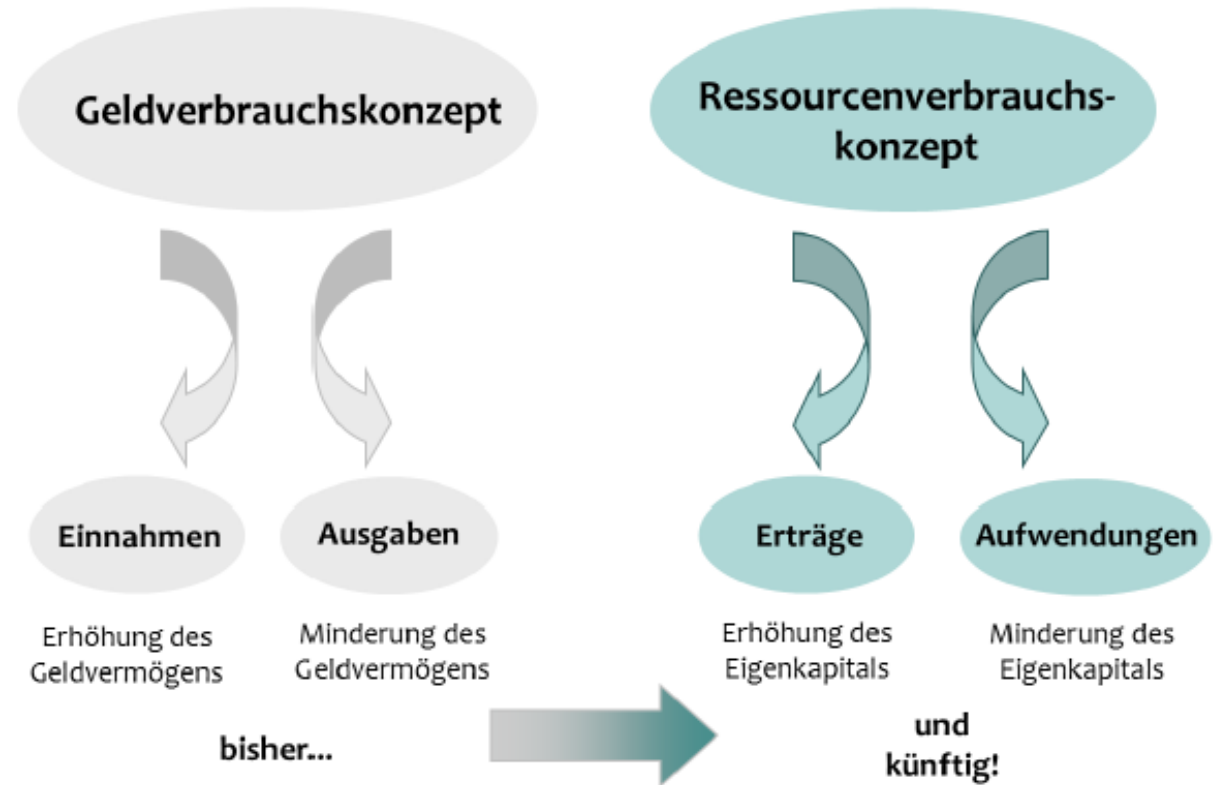 Geldverbrauchskonzept
Einnahmen
Erhöhung des
Geldvermögens
Ausgaben
Minderung des
Geldvermögens
bisher...
Ressourcenverbrauchs-
konzept
Erträge
Erhöhung des
Eigenkapitals
Aufwendungen
Minderung des
Eigenkapitals
und
künftig!